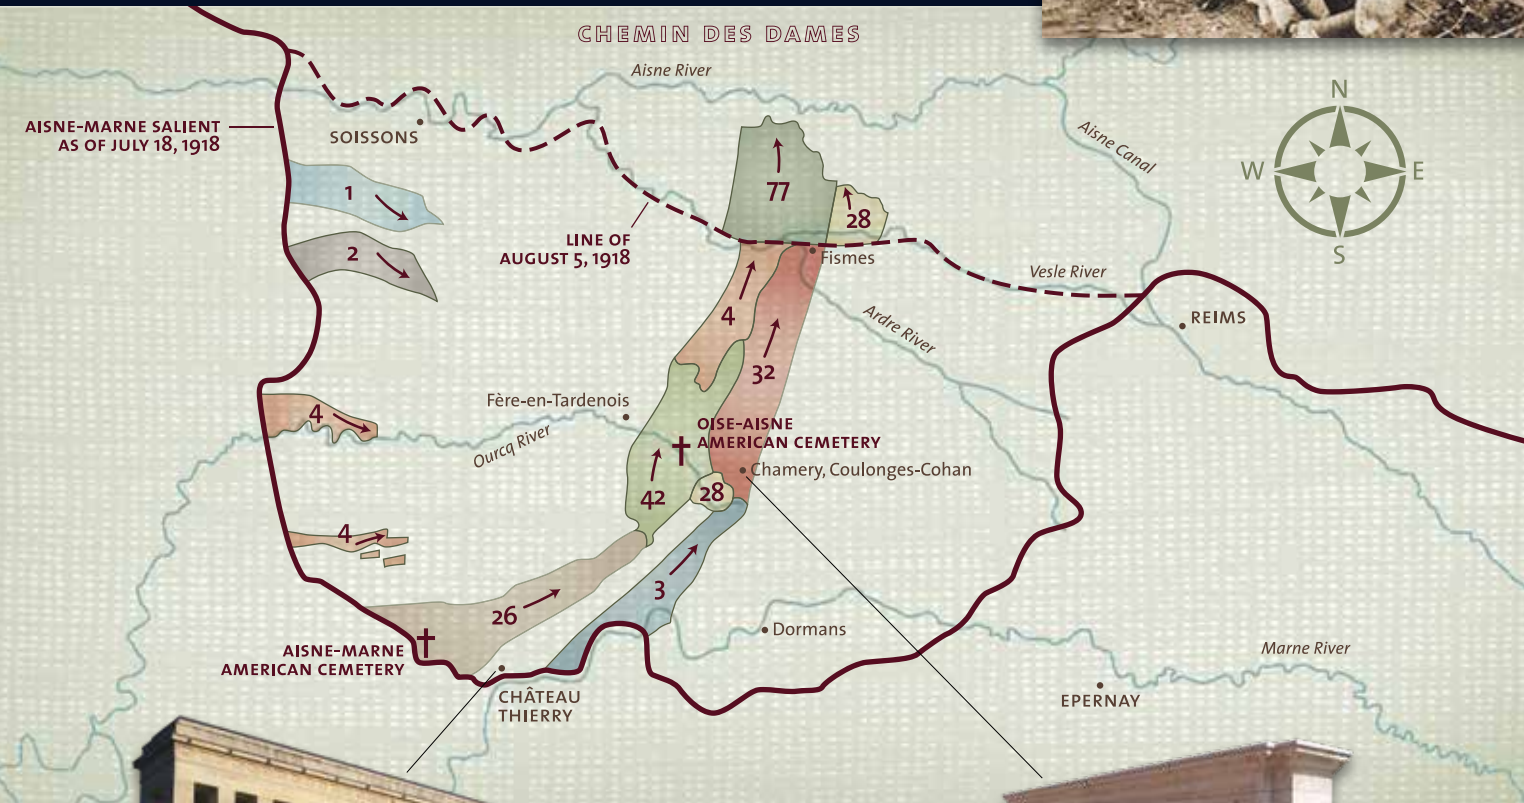 CHEMIN DES DAMES
Aisne River
N
AISNE-MARNE SALIENT
AS OF JULY 18, 1918
SOISSONS
Aisne Canal
W
E
1
77
28
2
LINE OF
AUGUST 5, 1918
S
Fismes
Vesle River
4
Ardre River
REIMS
32
Fère-en-Tardenois
4
OISE-AISNE
AMERICAN CEMETERY
Ourcq River
Chamery, Coulonges-Cohan
42
28
4
3
26
Dormans
AISNE-MARNE
AMERICAN CEMETERY
Marne River
CHÂTEAU
THIERRY
EPERNAY